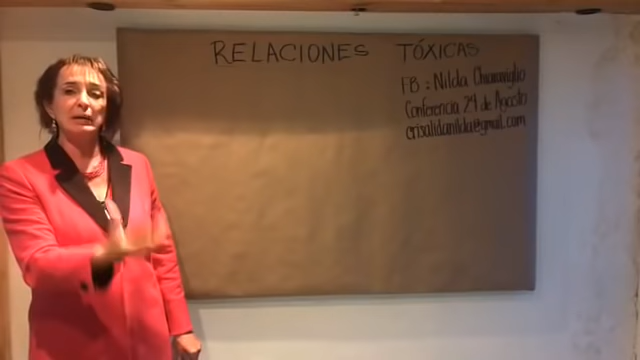 RELACIONES TÓXICAS
FB: Nilda Chiaraviglio
Conferencia 24 de Agosto
crisalidanilda@gmail.com